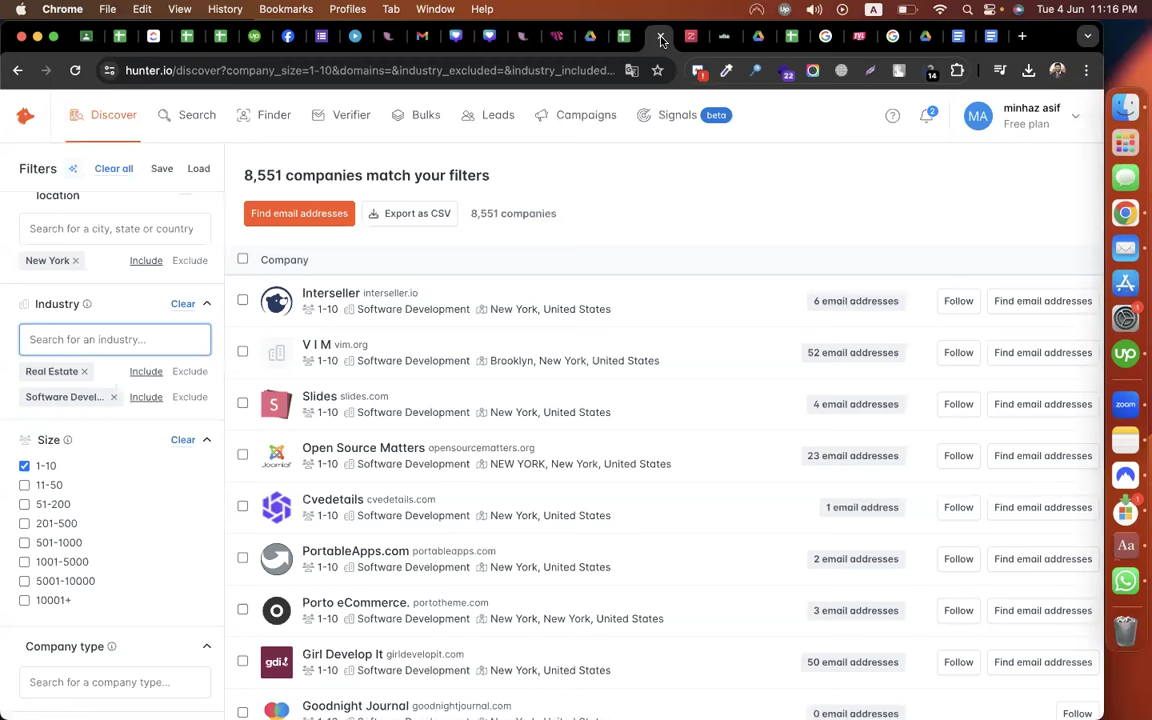 Chrome File Edit View History Bookmarks Profiles Tab Window Help A Tue 4 Jun 11:16 PM
hunter.io/discover?company_size=1-10&domains=&industry_excluded=&industry_included... 22 14
Discover Search Finder Verifier Bulks Leads Campaigns Signals beta ? 2 MA minhaz asif
Free plan
Filters Clear all Save Load
location
Search for a city, state or country
New York × Include Exclude
Industry Clear
Search for an industry...
Real Estate × Include Exclude
Software Devel... × Include Exclude
Size Clear
1-10
11-50
51-200
201-500
501-1000
1001-5000
5001-10000
10001+
Company type
Search for a company type...
8,551 companies match your filters
Find email addresses Export as CSV 8,551 companies
Company
Interseller interseller.io
1-10 Software Development New York, United States 6 email addresses Follow Find email addresses
V I M vim.org
1-10 Software Development Brooklyn, New York, United States 52 email addresses Follow Find email addresses
S Slides slides.com
1-10 Software Development New York, United States 4 email addresses Follow Find email addresses
Joomla! Open Source Matters opensourcematters.org
1-10 Software Development NEW YORK, New York, United States 23 email addresses Follow Find email addresses
Cvedetails cvedetails.com
1-10 Software Development New York, United States 1 email address Follow Find email addresses
PortableApps.com portableapps.com
1-10 Software Development New York, United States 2 email addresses Follow Find email addresses
Porto eCommerce. portotheme.com
1-10 Software Development New York, New York, United States 3 email addresses Follow Find email addresses
gdi Girl Develop It girldevelopit.com
1-10 Software Development New York, United States 50 email addresses Follow Find email addresses
Goodnight Journal goodnightjournal.com
0 email addresses Follow
up
zoom
Aa